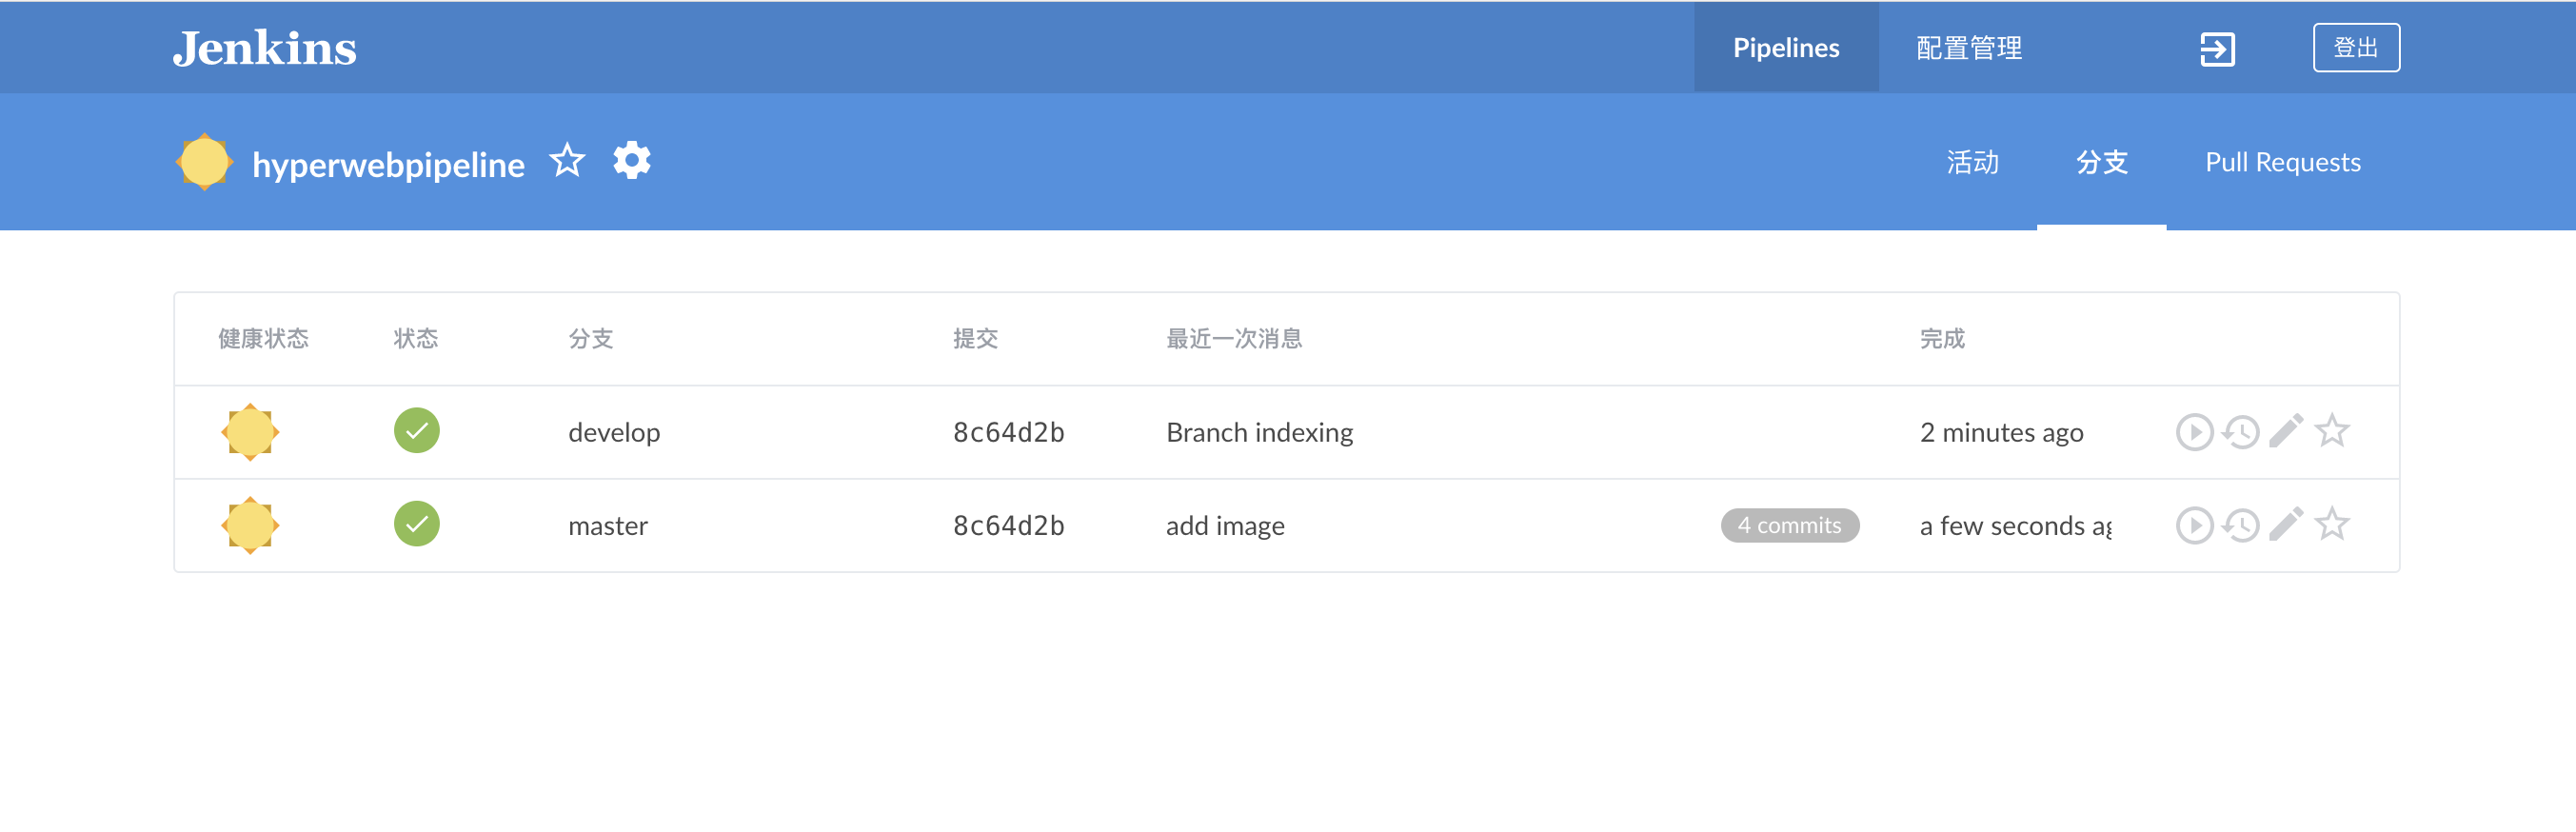 Jenkins Pipelines 配置管理 登出
hyperwebpipeline 活动 分支 Pull Requests
健康状态 状态 分支 提交 最近一次消息 完成
develop 8c64d2b Branch indexing 2 minutes ago
master 8c64d2b add image 4 commits a few seconds ag